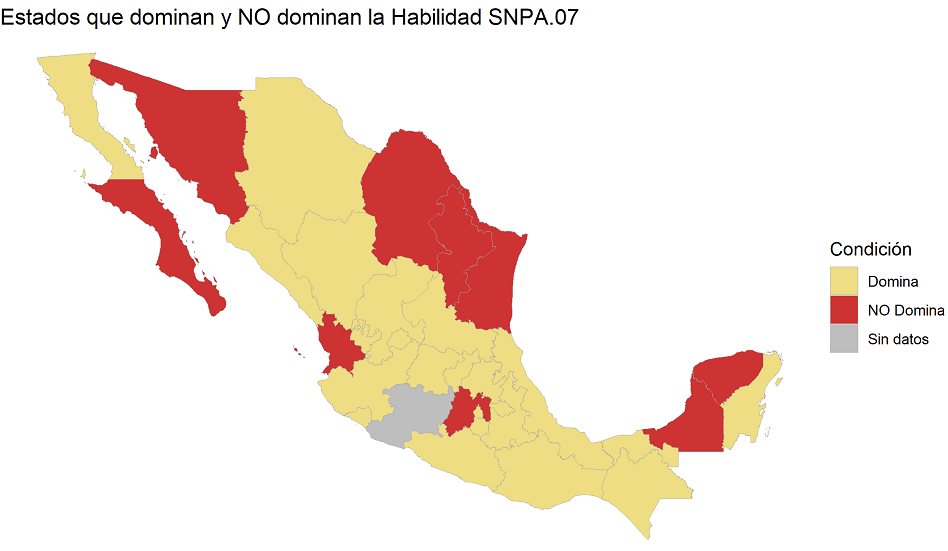 Estados que dominan y NO dominan la Habilidad SNPA.07
Condición
Domina
NO Domina
Sin datos